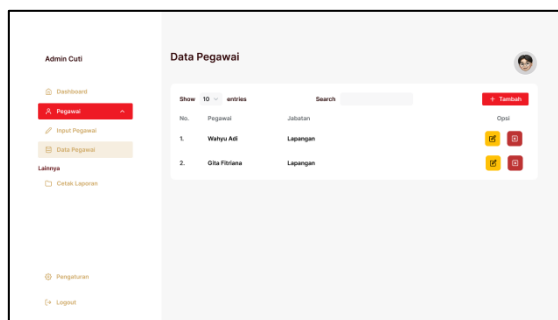 Admin Cuti
Dashboard
Pegawai
Input Pegawai
Data Pegawai
Lainnya
Cetak Laporan
Pengaturan
Logout
Data Pegawai
Show 10 entries Search + Tambah
No. Pegawai Jabatan Opsi
1. Wahyu Adi Lapangan
2. Gita Fitriana Lapangan